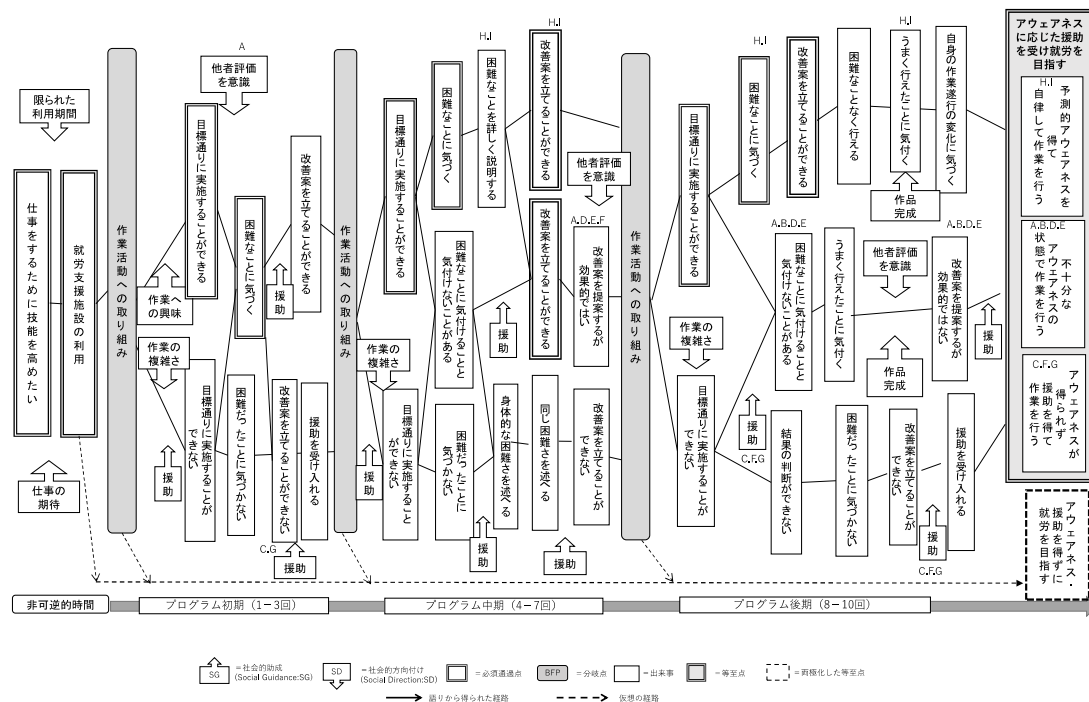 限られた
利用期間
仕事をするために技能を高めたい
仕事の
期待
就労支援施設の利用
作業活動への取り組み
A
他者評価
を意識
目標通りに実施することができる
作業へ
の興味
作業の
複雑さ
援助
目標通りに実施することが
できない
困難なことに気づく
困難だったことに気づかない
改善案を立てることができる
援助
改善案を立てることができない
援助を受け入れる
C.G
援助
作業活動への取り組み
目標通りに実施することができる
作業の
複雑さ
援助
目標通りに実施すること
ができない
困難なことに気づく
困難なことに気付けることと
気付けないことがある
困難だったことに
気づかない
H.I
困難なことを詳しく説明する
援助
身体的な困難さを述べる
援助
H.I
改善案を立てることができる
改善案を立てることができる
同じ困難さを述べる
他者評価
を意識
A.D.E.F
改善案を提案するが
効果的ではい
改善案を立てることが
できない
援助
作業活動への取り組み
目標通りに実施することができる
作業の
複雑さ
目標通りに実施することが
できない
H.I
困難なことに気づく
改善案を立てることができる
困難なことなく行える
H.I
うまく行えたことに気付く
自身の作業遂行の変化に気づく
作品
完成
A.B.D.E
困難なことに気付けることと
気付けないことがある
うまく行えたことに気付く
他者評価
を意識
作品
完成
A.B.D.E
改善案を提案するが
効果的ではない
援助
援助
C.F.G
結果の判断ができない
困難だったことに気づかない
改善案を立てることが
できない
援助
C.F.G
援助を受け入れる
アウェアネス
に応じた援助
を受け就労を
目指す
H.I
予測的アウェアネスを
得て
自律して作業を行う
A.B.D.E
不十分な
アウェアネスの
状態で作業を行う
C.F.G
アウェアネスが
得られず
援助を得て
作業を行う
アウェアネス・
援助を得ずに
就労を目指す
非可逆的時間
プログラム初期(1−3回)
プログラム中期(4−7回)
プログラム後期(8−10回)
SG
=社会的助成
(Social Guidance:SG)
SD
=社会的方向付け
(Social Direction:SD)
=必須通過点
BFP
=分岐点
=出来事
=等至点
=両極化した等至点
=語りから得られた経路
=仮想の経路